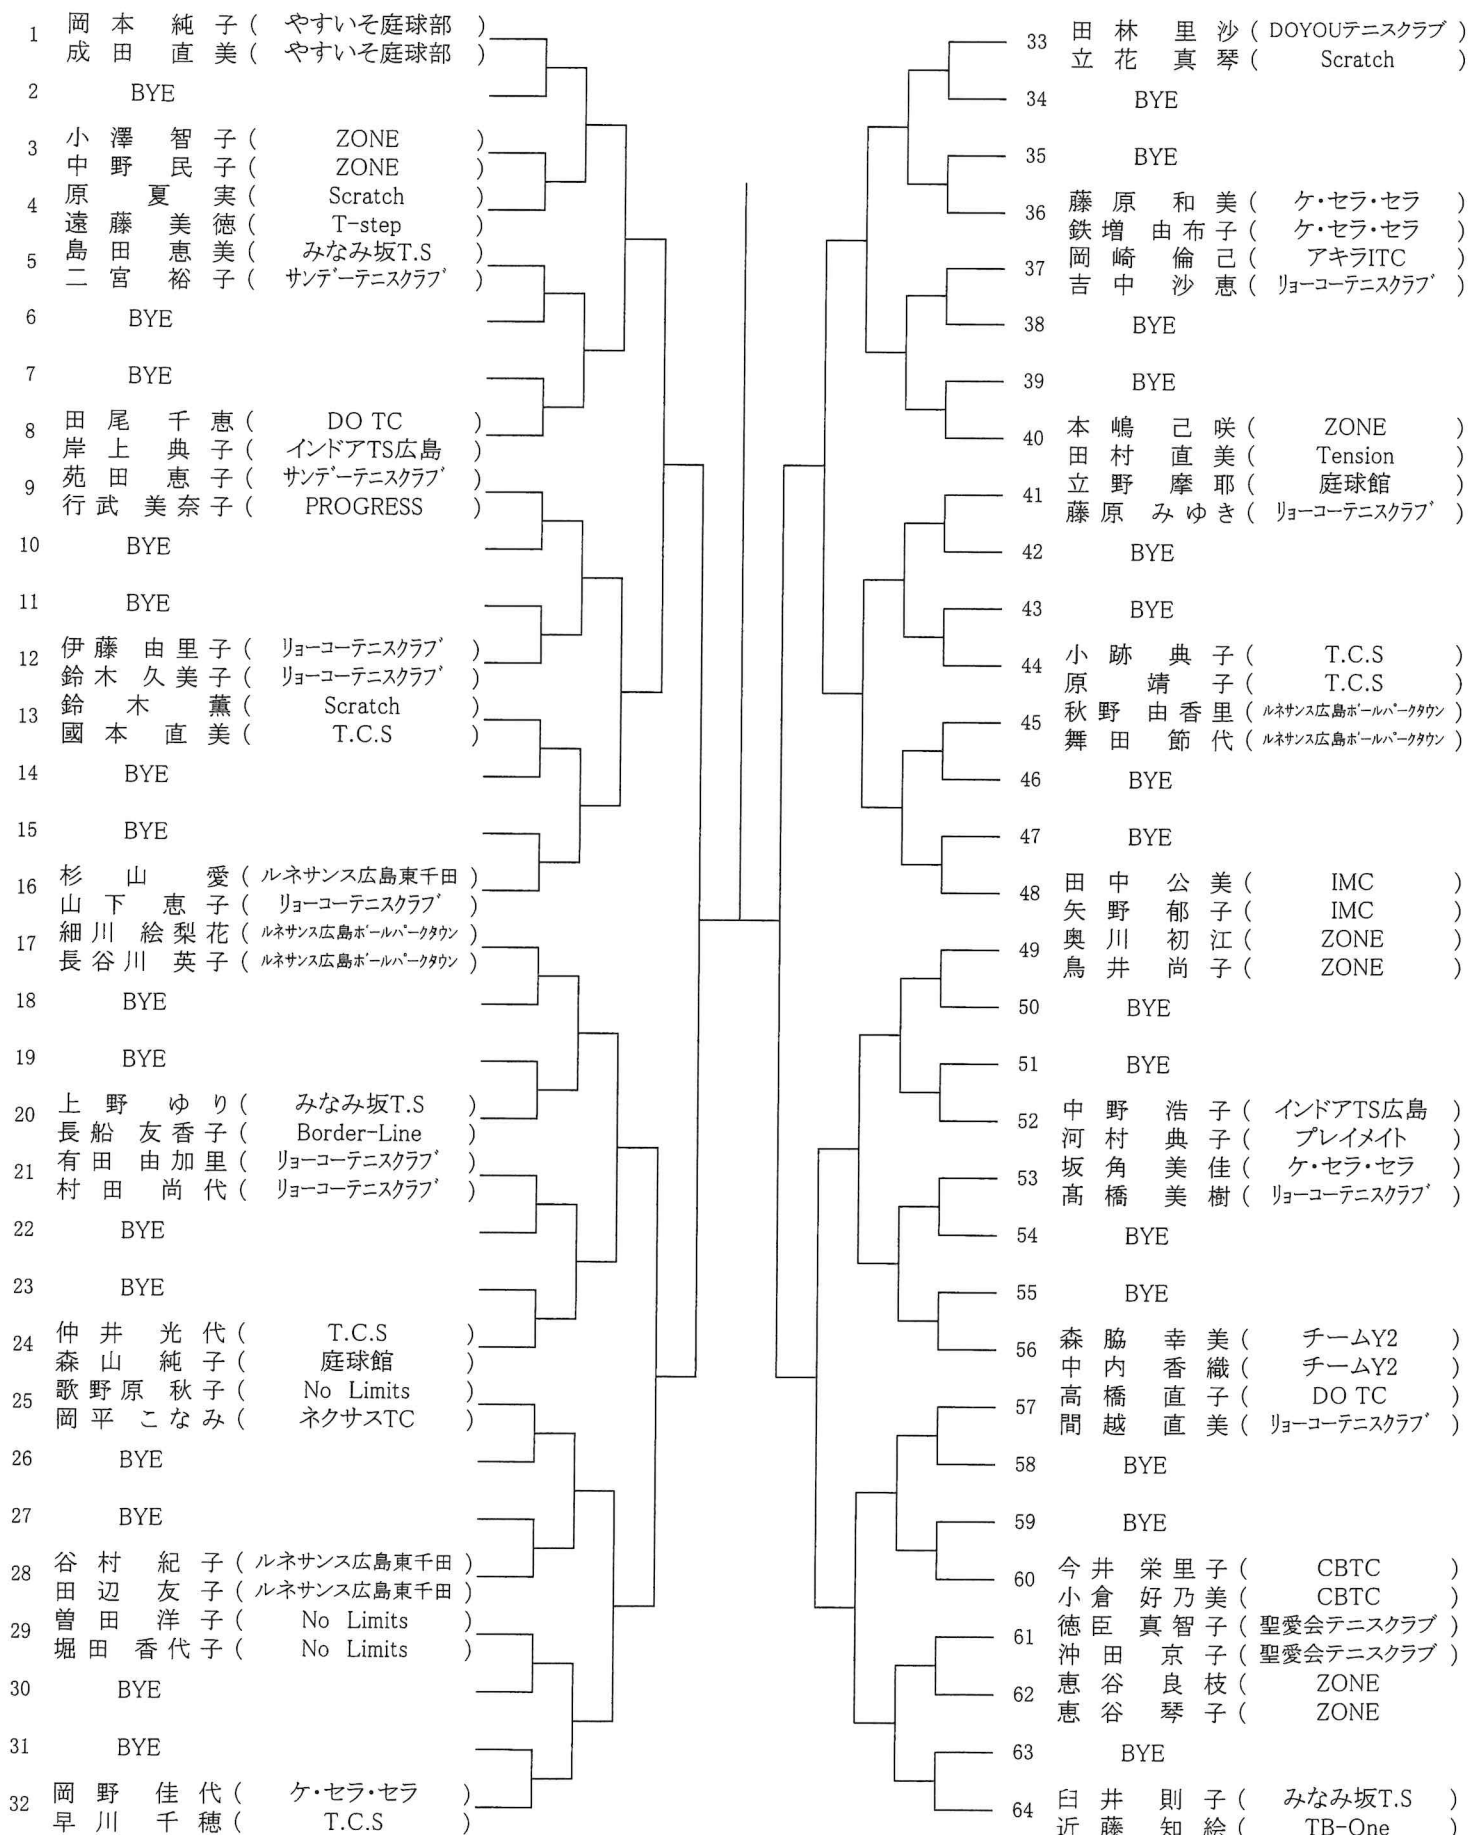 1 岡本 純子 ( やすいそ庭球部 )
成田 直美 ( やすいそ庭球部 )
2 BYE
3 小澤 智子 ( ZONE )
中野 民子 ( ZONE )
4 原 夏実 ( Scratch )
遠藤 美徳 ( T-step )
5 島田 恵美 ( みなみ坂T.S )
二宮 裕子 ( サンデーテニスクラブ )
6 BYE
7 BYE
8 田尾 千恵 ( DO TC )
岸上 典子 ( インドアTS広島 )
9 苑田 恵子 ( サンデーテニスクラブ )
行武 美奈子 ( PROGRESS )
10 BYE
11 BYE
12 伊藤 由里子 ( リョーコーテニスクラブ )
鈴木 久美子 ( リョーコーテニスクラブ )
13 鈴木 薫 ( Scratch )
國本 直美 ( T.C.S )
14 BYE
15 BYE
16 杉山 愛 ( ルネサンス広島東千田 )
山下 恵子 ( リョーコーテニスクラブ )
17 細川 絵梨花 ( ルネサンス広島ボールパークタウン )
長谷川 英子 ( ルネサンス広島ボールパークタウン )
18 BYE
19 BYE
20 上野 ゆり ( みなみ坂T.S )
長船 友香子 ( Border-Line )
21 有田 由加里 ( リョーコーテニスクラブ )
村田 尚代 ( リョーコーテニスクラブ )
22 BYE
23 BYE
24 仲井 光代 ( T.C.S )
森山 純子 ( 庭球館 )
25 歌野原 秋子 ( No Limits )
岡平 こなみ ( ネクサスTC )
26 BYE
27 BYE
28 谷村 紀子 ( ルネサンス広島東千田 )
田辺 友子 ( ルネサンス広島東千田 )
29 曽田 洋子 ( No Limits )
堀田 香代子 ( No Limits )
30 BYE
31 BYE
32 岡野 佳代 ( ケ・セラ・セラ )
早川 千穂 ( T.C.S )
33 田林 里沙 ( DOYOUテニスクラブ )
立花 真琴 ( Scratch )
34 BYE
35 BYE
36 藤原 和美 ( ケ・セラ・セラ )
鉄増 由布子 ( ケ・セラ・セラ )
37 岡崎 倫己 ( アキラITC )
吉中 沙恵 ( リョーコーテニスクラブ )
38 BYE
39 BYE
40 本嶋 己咲 ( ZONE )
田村 直美 ( Tension )
41 立野 摩耶 ( 庭球館 )
藤原 みゆき ( リョーコーテニスクラブ )
42 BYE
43 BYE
44 小跡 典子 ( T.C.S )
原 靖子 ( T.C.S )
45 秋野 由香里 ( ルネサンス広島ボールパークタウン )
舞田 節代 ( ルネサンス広島ボールパークタウン )
46 BYE
47 BYE
48 田中 公美 ( IMC )
矢野 郁子 ( IMC )
49 奥川 初江 ( ZONE )
鳥井 尚子 ( ZONE )
50 BYE
51 BYE
52 中野 浩子 ( インドアTS広島 )
河村 典子 ( プレイメイト )
53 坂角 美佳 ( ケ・セラ・セラ )
髙橋 美樹 ( リョーコーテニスクラブ )
54 BYE
55 BYE
56 森脇 幸美 ( チームY2 )
中内 香織 ( チームY2 )
57 高橋 直子 ( DO TC )
間越 直美 ( リョーコーテニスクラブ )
58 BYE
59 BYE
60 今井 栄里子 ( CBTC )
小倉 好乃美 ( CBTC )
61 徳臣 真智子 ( 聖愛会テニスクラブ )
沖田 京子 ( 聖愛会テニスクラブ )
62 恵谷 良枝 ( ZONE )
恵谷 琴子 ( ZONE )
63 BYE
64 臼井 則子 ( みなみ坂T.S )
近藤 知絵 ( TB-One )